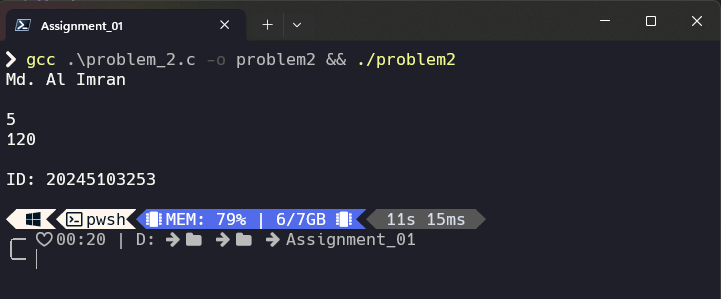 Assignment_01
gcc .\problem_2.c -o problem2 && ./problem2
Md. Al Imran
5
120
ID: 20245103253
pwsh MEM: 79% | 6/7GB 11s 15ms
00:20 | D: Assignment_01